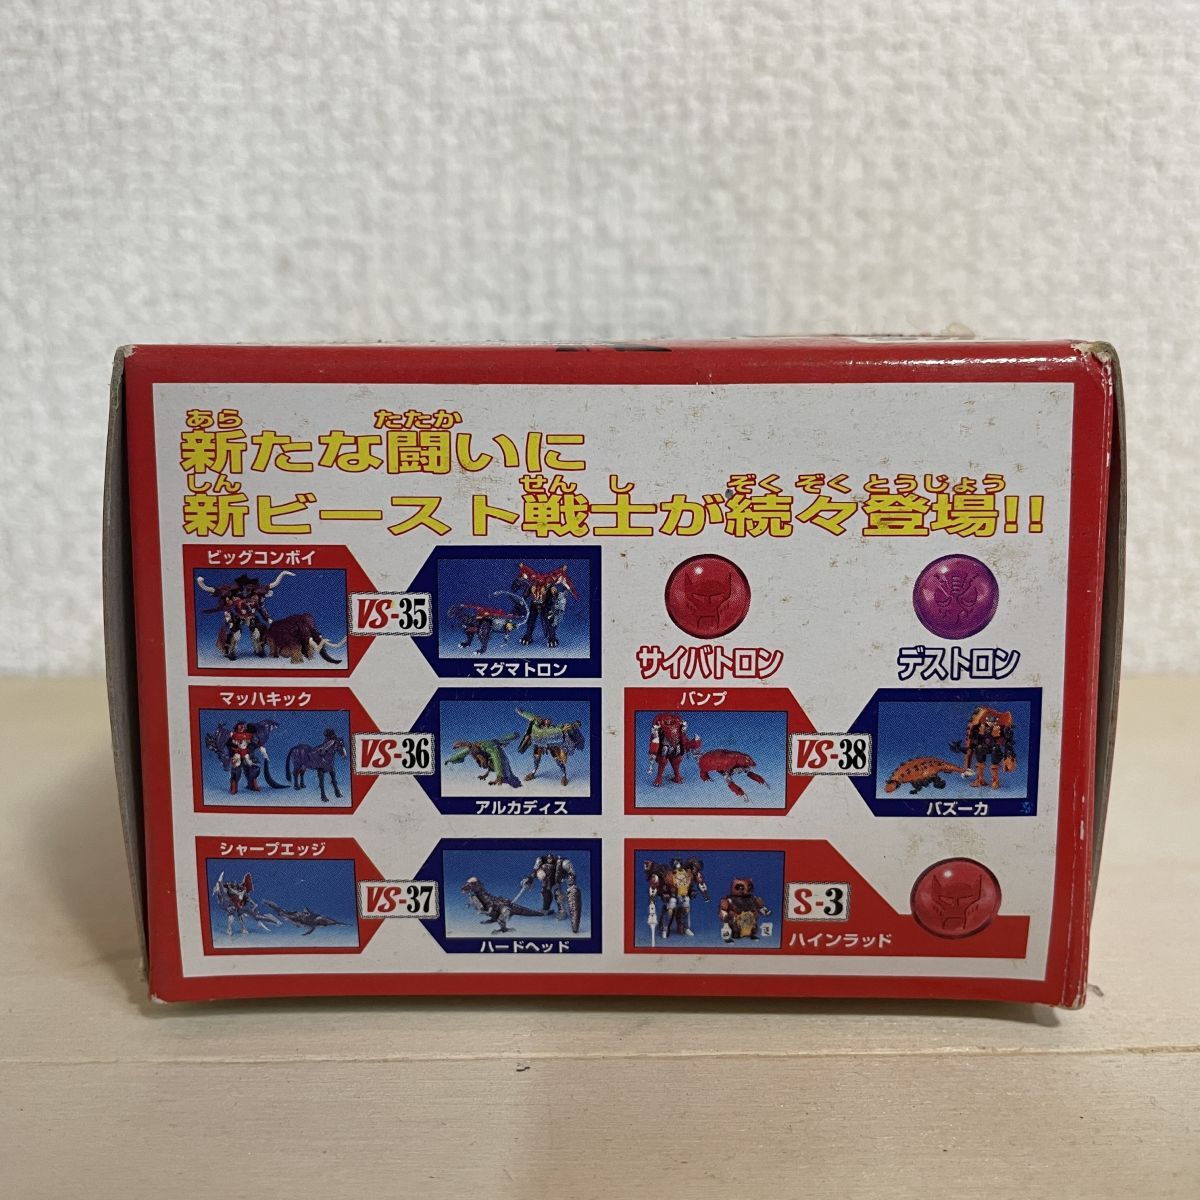 あら たたか
新たな闘いに
しん せん し ぞく ぞく とうじょう
新ビースト戦士が続々登場!!
ビッグコンボイ
VS-35
マグマトロン
サイバトロン
デストロン
マッハキック
VS-36
アルカディス
バンプ
VS-38
バズーカ
シャープエッジ
VS-37
ハードヘッド
S-3
ハインラッド